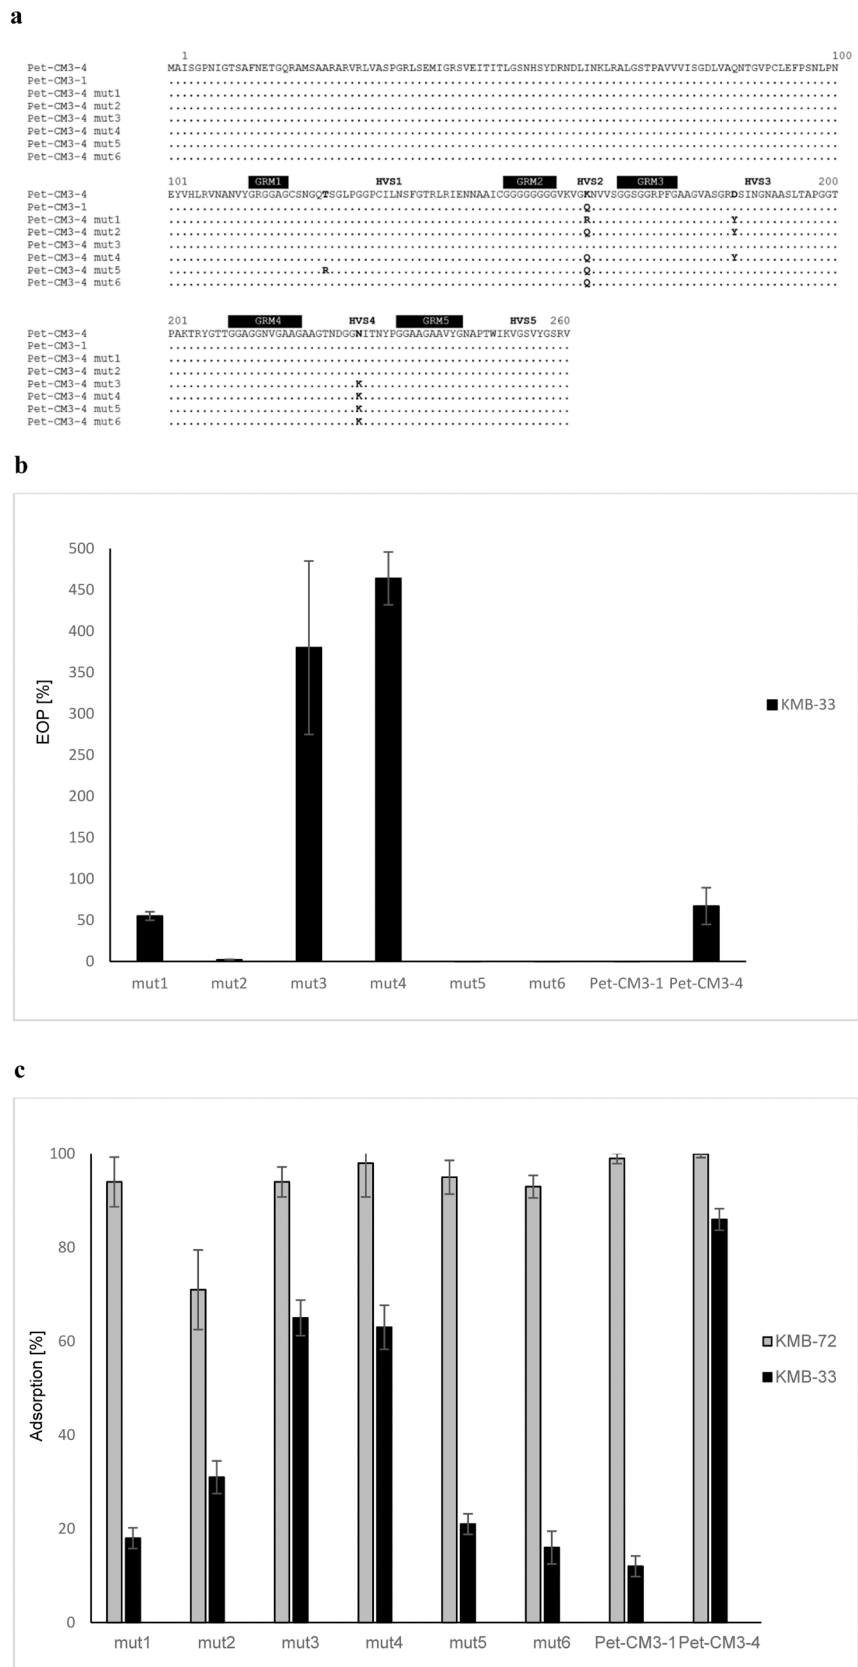 a
1 100
Pet-CM3-4 MAISGPNIGTSAFNETGQRAMSAARARVRLVASPGRLSEMIGRSVEITITLGSNHSYDRNDLINKLRALGSTPAVVVISGDLVAQNTGVPCLEFPSNLPN
Pet-CM3-1 ....................................................................................................
Pet-CM3-4 mut1 ....................................................................................................
Pet-CM3-4 mut2 ....................................................................................................
Pet-CM3-4 mut3 ....................................................................................................
Pet-CM3-4 mut4 ....................................................................................................
Pet-CM3-4 mut5 ....................................................................................................
Pet-CM3-4 mut6 ....................................................................................................
101 GRM1 HVS1 GRM2 HVS2 GRM3 HVS3 200
Pet-CM3-4 EYVHLRVNANVYGRGGAGCSNGQTSGLPGSPCILNSFGTRLRIENNAAICGGGGGGGGVKVGKNVVSGGSGGRPFGAAGVASGRDSINGNAASLTAPGGT
Pet-CM3-1 ..............................................................Q.....................................
Pet-CM3-4 mut1 ..............................................................R.....................Y...............
Pet-CM3-4 mut2 ..............................................................Q.....................Y...............
Pet-CM3-4 mut3 ....................................................................................................
Pet-CM3-4 mut4 ..............................................................Q.....................Y...............
Pet-CM3-4 mut5 .......................R......................................Q.....................................
Pet-CM3-4 mut6 ..............................................................Q.....................................
201 GRM4 HVS4 GRM5 HVS5 260
Pet-CM3-4 PAKTRYGTTGGAGGNVGAAGAAGTNDGGNITNYPGGAAGAAVYGNAPTWIKVGSVYGSRV
Pet-CM3-1 ............................................................
Pet-CM3-4 mut1 ............................................................
Pet-CM3-4 mut2 ............................................................
Pet-CM3-4 mut3 ............................K...............................
Pet-CM3-4 mut4 ............................K...............................
Pet-CM3-4 mut5 ............................K...............................
Pet-CM3-4 mut6 ............................K...............................
b
500
450
400
350
300
250
200
150
100
50
0
EOP [%]
KMB-33
mut1 mut2 mut3 mut4 mut5 mut6 Pet-CM3-1 Pet-CM3-4
c
100
80
60
40
20
0
Adsorption [%]
KMB-72
KMB-33
mut1 mut2 mut3 mut4 mut5 mut6 Pet-CM3-1 Pet-CM3-4